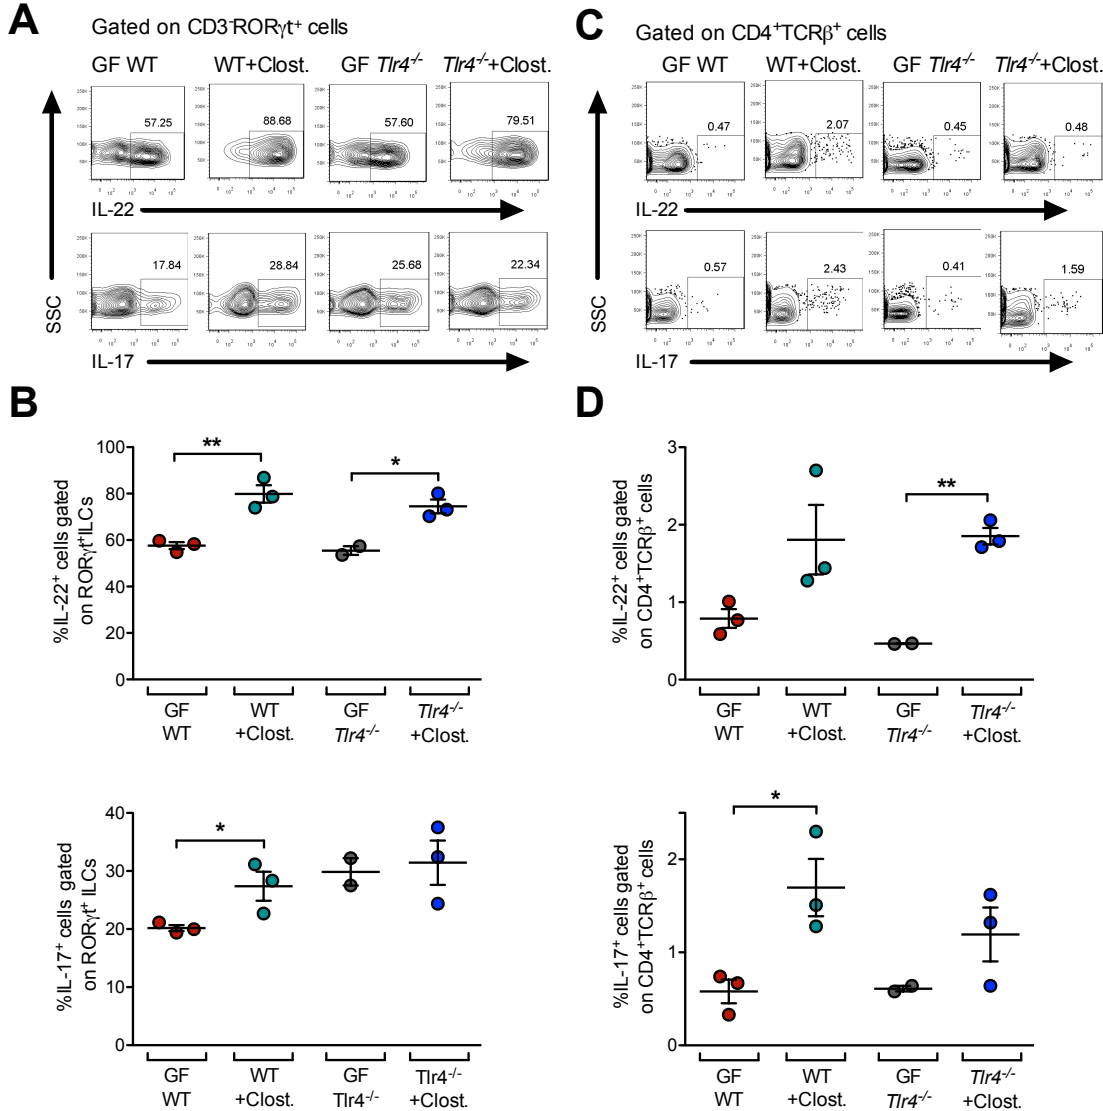 A
Gated on CD3⁻RORγt⁺ cells
GF WT
WT+Clost.
GF Tlr4⁻/⁻
Tlr4⁻/⁻+Clost.
57.25
88.68
57.60
79.51
IL-22
17.84
28.84
25.68
22.34
SSC
IL-17
C
Gated on CD4⁺TCRβ⁺ cells
GF WT
WT+Clost.
GF Tlr4⁻/⁻
Tlr4⁻/⁻+Clost.
0.47
2.07
0.45
0.48
IL-22
0.57
2.43
0.41
1.59
SSC
IL-17
B
%IL-22⁺ cells gated
on RORγt⁺ILCs
100
80
60
40
20
0
**
*
GF
WT
WT
+Clost.
GF
Tlr4⁻/⁻
Tlr4⁻/⁻
+Clost.
%IL-17⁺ cells gated
on RORγt⁺ ILCs
40
30
20
10
0
*
GF
WT
WT
+Clost.
GF
Tlr4⁻/⁻
Tlr4⁻/⁻
+Clost.
D
%IL-22⁺ cells gated
on CD4⁺TCRβ⁺ cells
3
2
1
0
**
GF
WT
WT
+Clost.
GF
Tlr4⁻/⁻
Tlr4⁻/⁻
+Clost.
%IL-17⁺ cells gated
on CD4⁺TCRβ⁺ cells
2
1
0
*
GF
WT
WT
+Clost.
GF
Tlr4⁻/⁻
Tlr4⁻/⁻
+Clost.